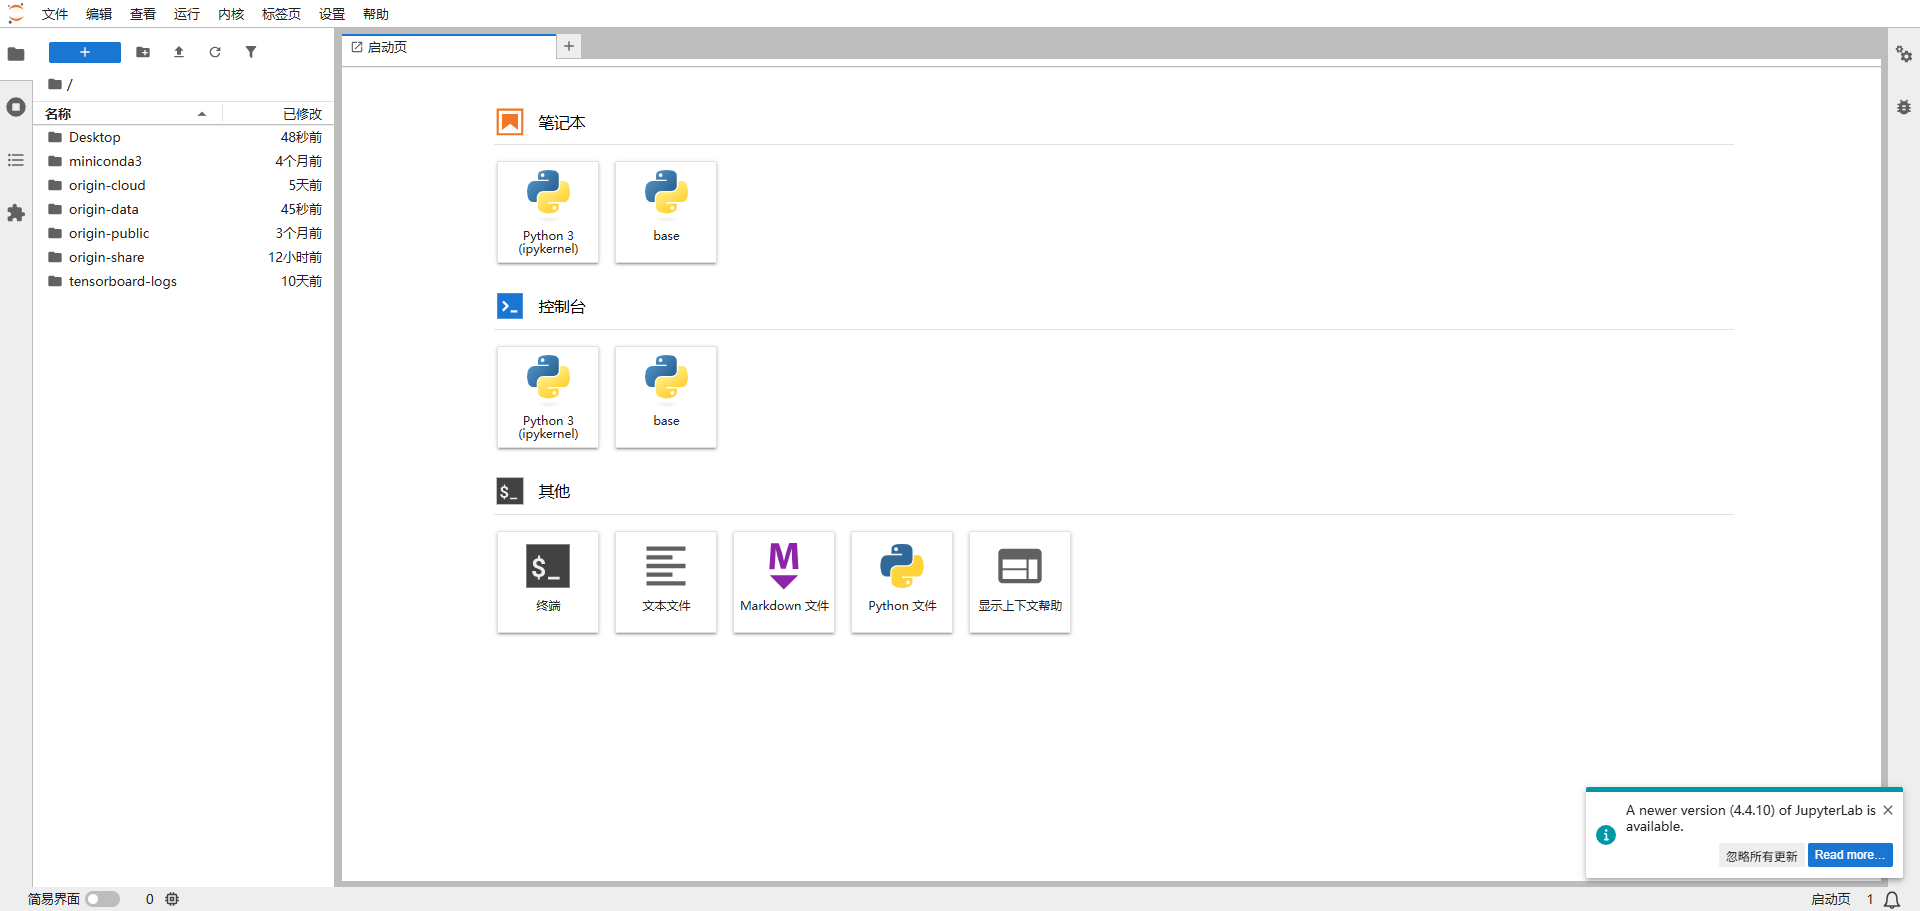 文件 编辑 查看 运行 内核 标签页 设置 帮助
启动页
/
名称 已修改
Desktop 48秒前
miniconda3 4个月前
origin-cloud 5天前
origin-data 45秒前
origin-public 3个月前
origin-share 12小时前
tensorboard-logs 10天前
笔记本
Python 3 (ipykernel)
base
控制台
Python 3 (ipykernel)
base
$_ 其他
$_
终端
文本文件
M
Markdown 文件
Python 文件
显示上下文帮助
A newer version (4.4.10) of JupyterLab is
available.
忽略所有更新 Read more...
简易界面 0
启动页 1